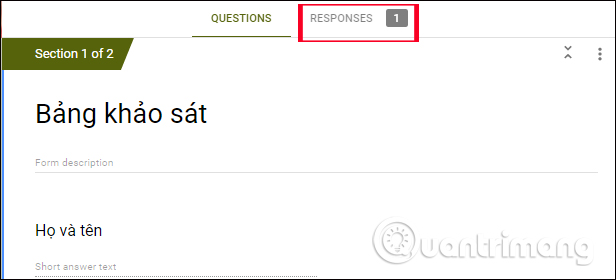 QUESTIONS RESPONSES 1
Section 1 of 2
Bảng khảo sát
Form description
Họ và tên
Short answer text
Quantrimang